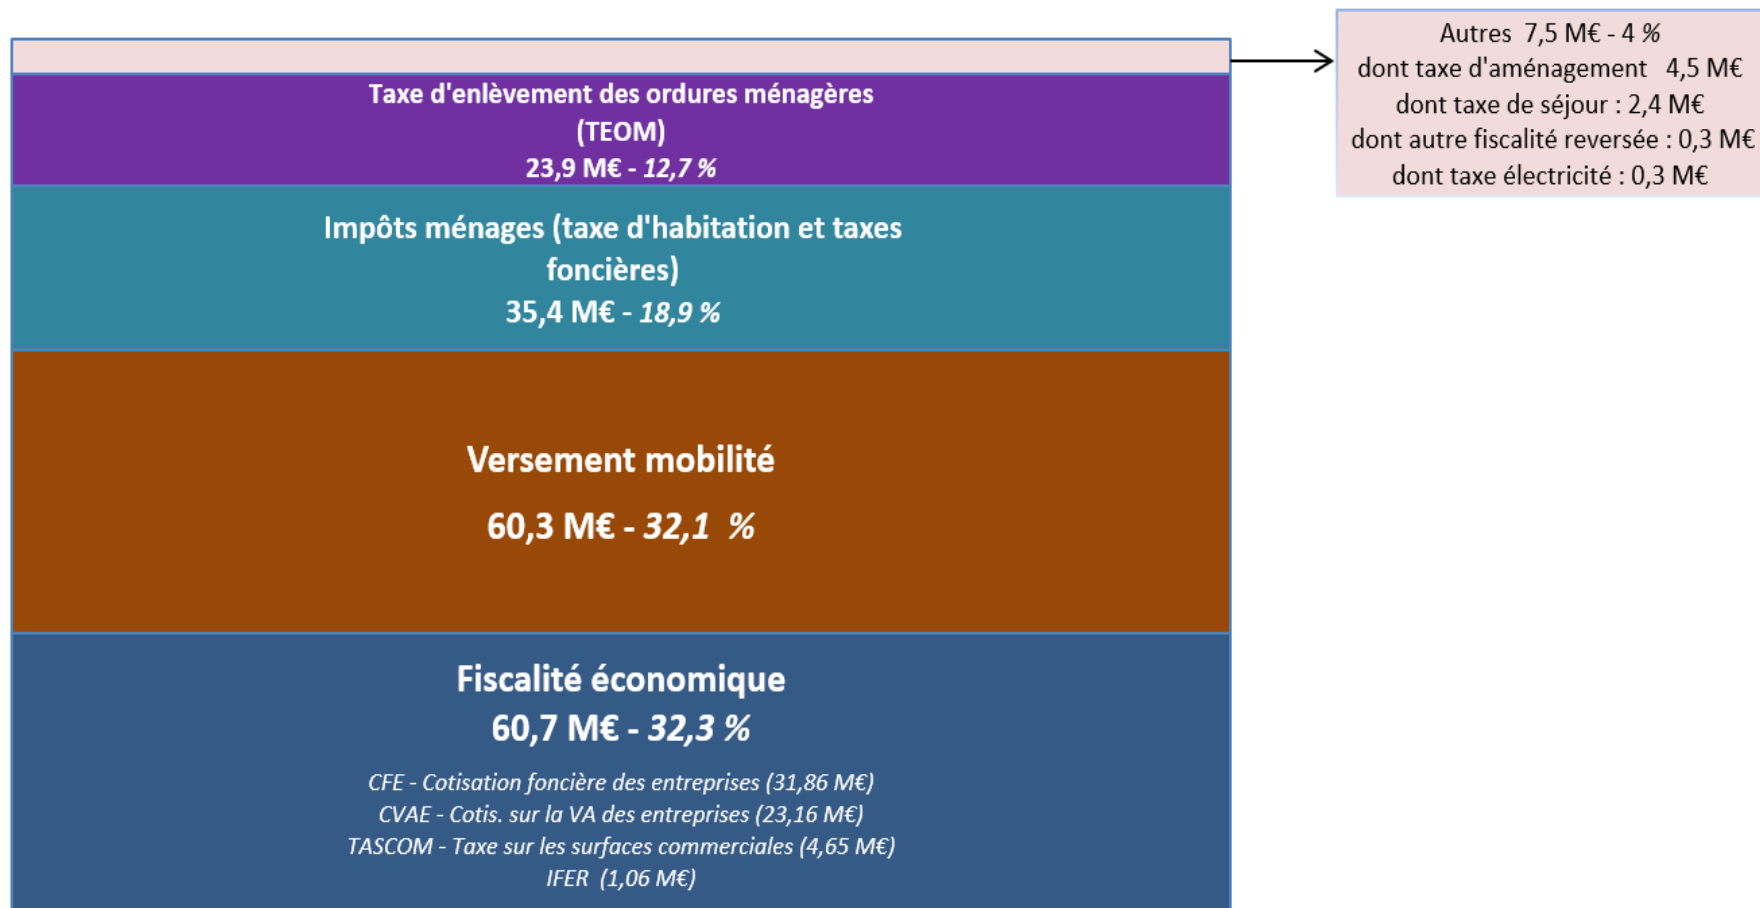 Autres 7,5 M€ - 4 %
dont taxe d'aménagement 4,5 M€
dont taxe de séjour : 2,4 M€
dont autre fiscalité reversée : 0,3 M€
dont taxe électricité : 0,3 M€
Taxe d'enlèvement des ordures ménagères
(TEOM)
23,9 M€ - 12,7 %
Impôts ménages (taxe d'habitation et taxes
foncières)
35,4 M€ - 18,9 %
Versement mobilité
60,3 M€ - 32,1 %
Fiscalité économique
60,7 M€ - 32,3 %
CFE - Cotisation foncière des entreprises (31,86 M€)
CVAE - Cotis. sur la VA des entreprises (23,16 M€)
TASCOM - Taxe sur les surfaces commerciales (4,65 M€)
IFER (1,06 M€)